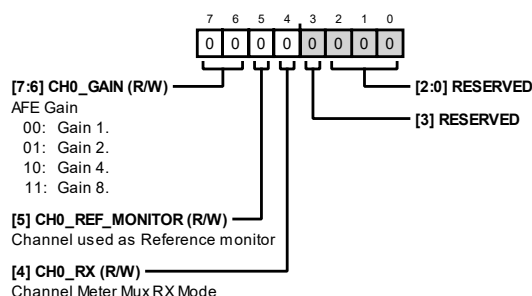 7 6 5 4 3 2 1 0
0 0 0 0 0 0 0 0
[7:6] CH0_GAIN (R/W)
AFE Gain
00: Gain 1.
01: Gain 2.
10: Gain 4.
11: Gain 8.
[5] CH0_REF_MONITOR (R/W)
Channel used as Reference monitor
[4] CH0_RX (R/W)
Channel Meter Mux RX Mode
[2:0] RESERVED
[3] RESERVED